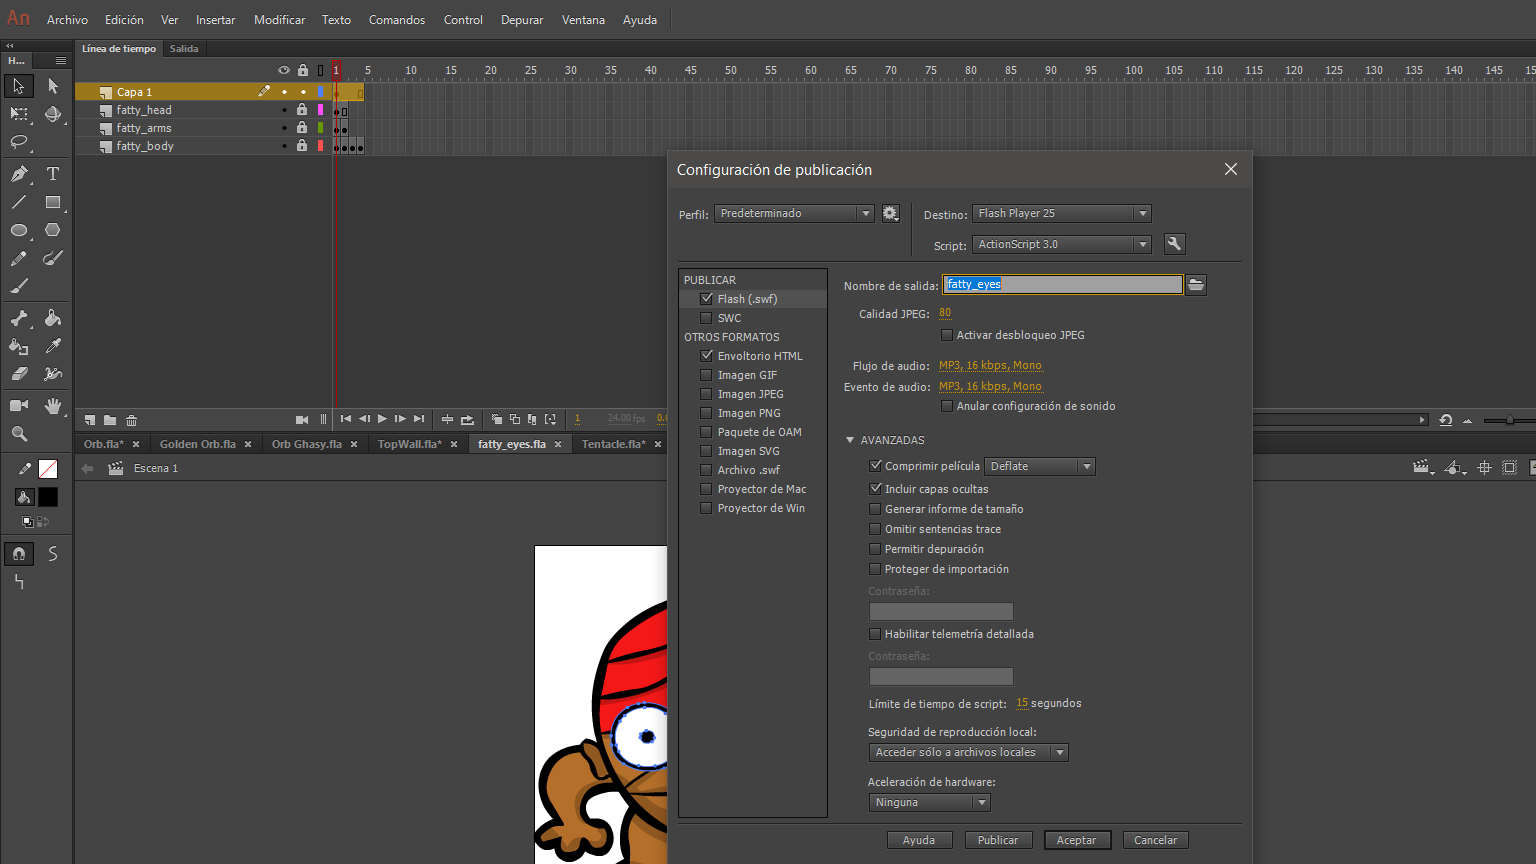 An Archivo Edición Ver Insertar Modificar Texto Comandos Control Depurar Ventana Ayuda
H... Línea de tiempo Salida
1 5 10 15 20 25 30 35 40 45 50 55 60 65 70 75 80 85 90 95 100 105 110 115 120 125 130 135 140 145 15
Capa 1
fatty_head
fatty_arms
fatty_body
T
1 24.00 fps 0.0
Orb.fla* Golden Orb.fla Orb Ghasy.fla TopWall.fla* fatty_eyes.fla Tentacle.fla*
Escena 1
Configuración de publicación
Perfil: Predeterminado
Destino: Flash Player 25
Script: ActionScript 3.0
PUBLICAR
Flash (.swf)
SWC
OTROS FORMATOS
Envoltorio HTML
Imagen GIF
Imagen JPEG
Imagen PNG
Paquete de OAM
Imagen SVG
Archivo .swf
Proyector de Mac
Proyector de Win
Nombre de salida: fatty_eyes
Calidad JPEG: 80
Activar desbloqueo JPEG
Flujo de audio: MP3, 16 kbps, Mono
Evento de audio: MP3, 16 kbps, Mono
Anular configuración de sonido
AVANZADAS
Comprimir película Deflate
Incluir capas ocultas
Generar informe de tamaño
Omitir sentencias trace
Permitir depuración
Proteger de importación
Contraseña:
Habilitar telemetría detallada
Contraseña:
Límite de tiempo de script: 15 segundos
Seguridad de reproducción local:
Acceder sólo a archivos locales
Aceleración de hardware:
Ninguna
Ayuda Publicar Aceptar Cancelar